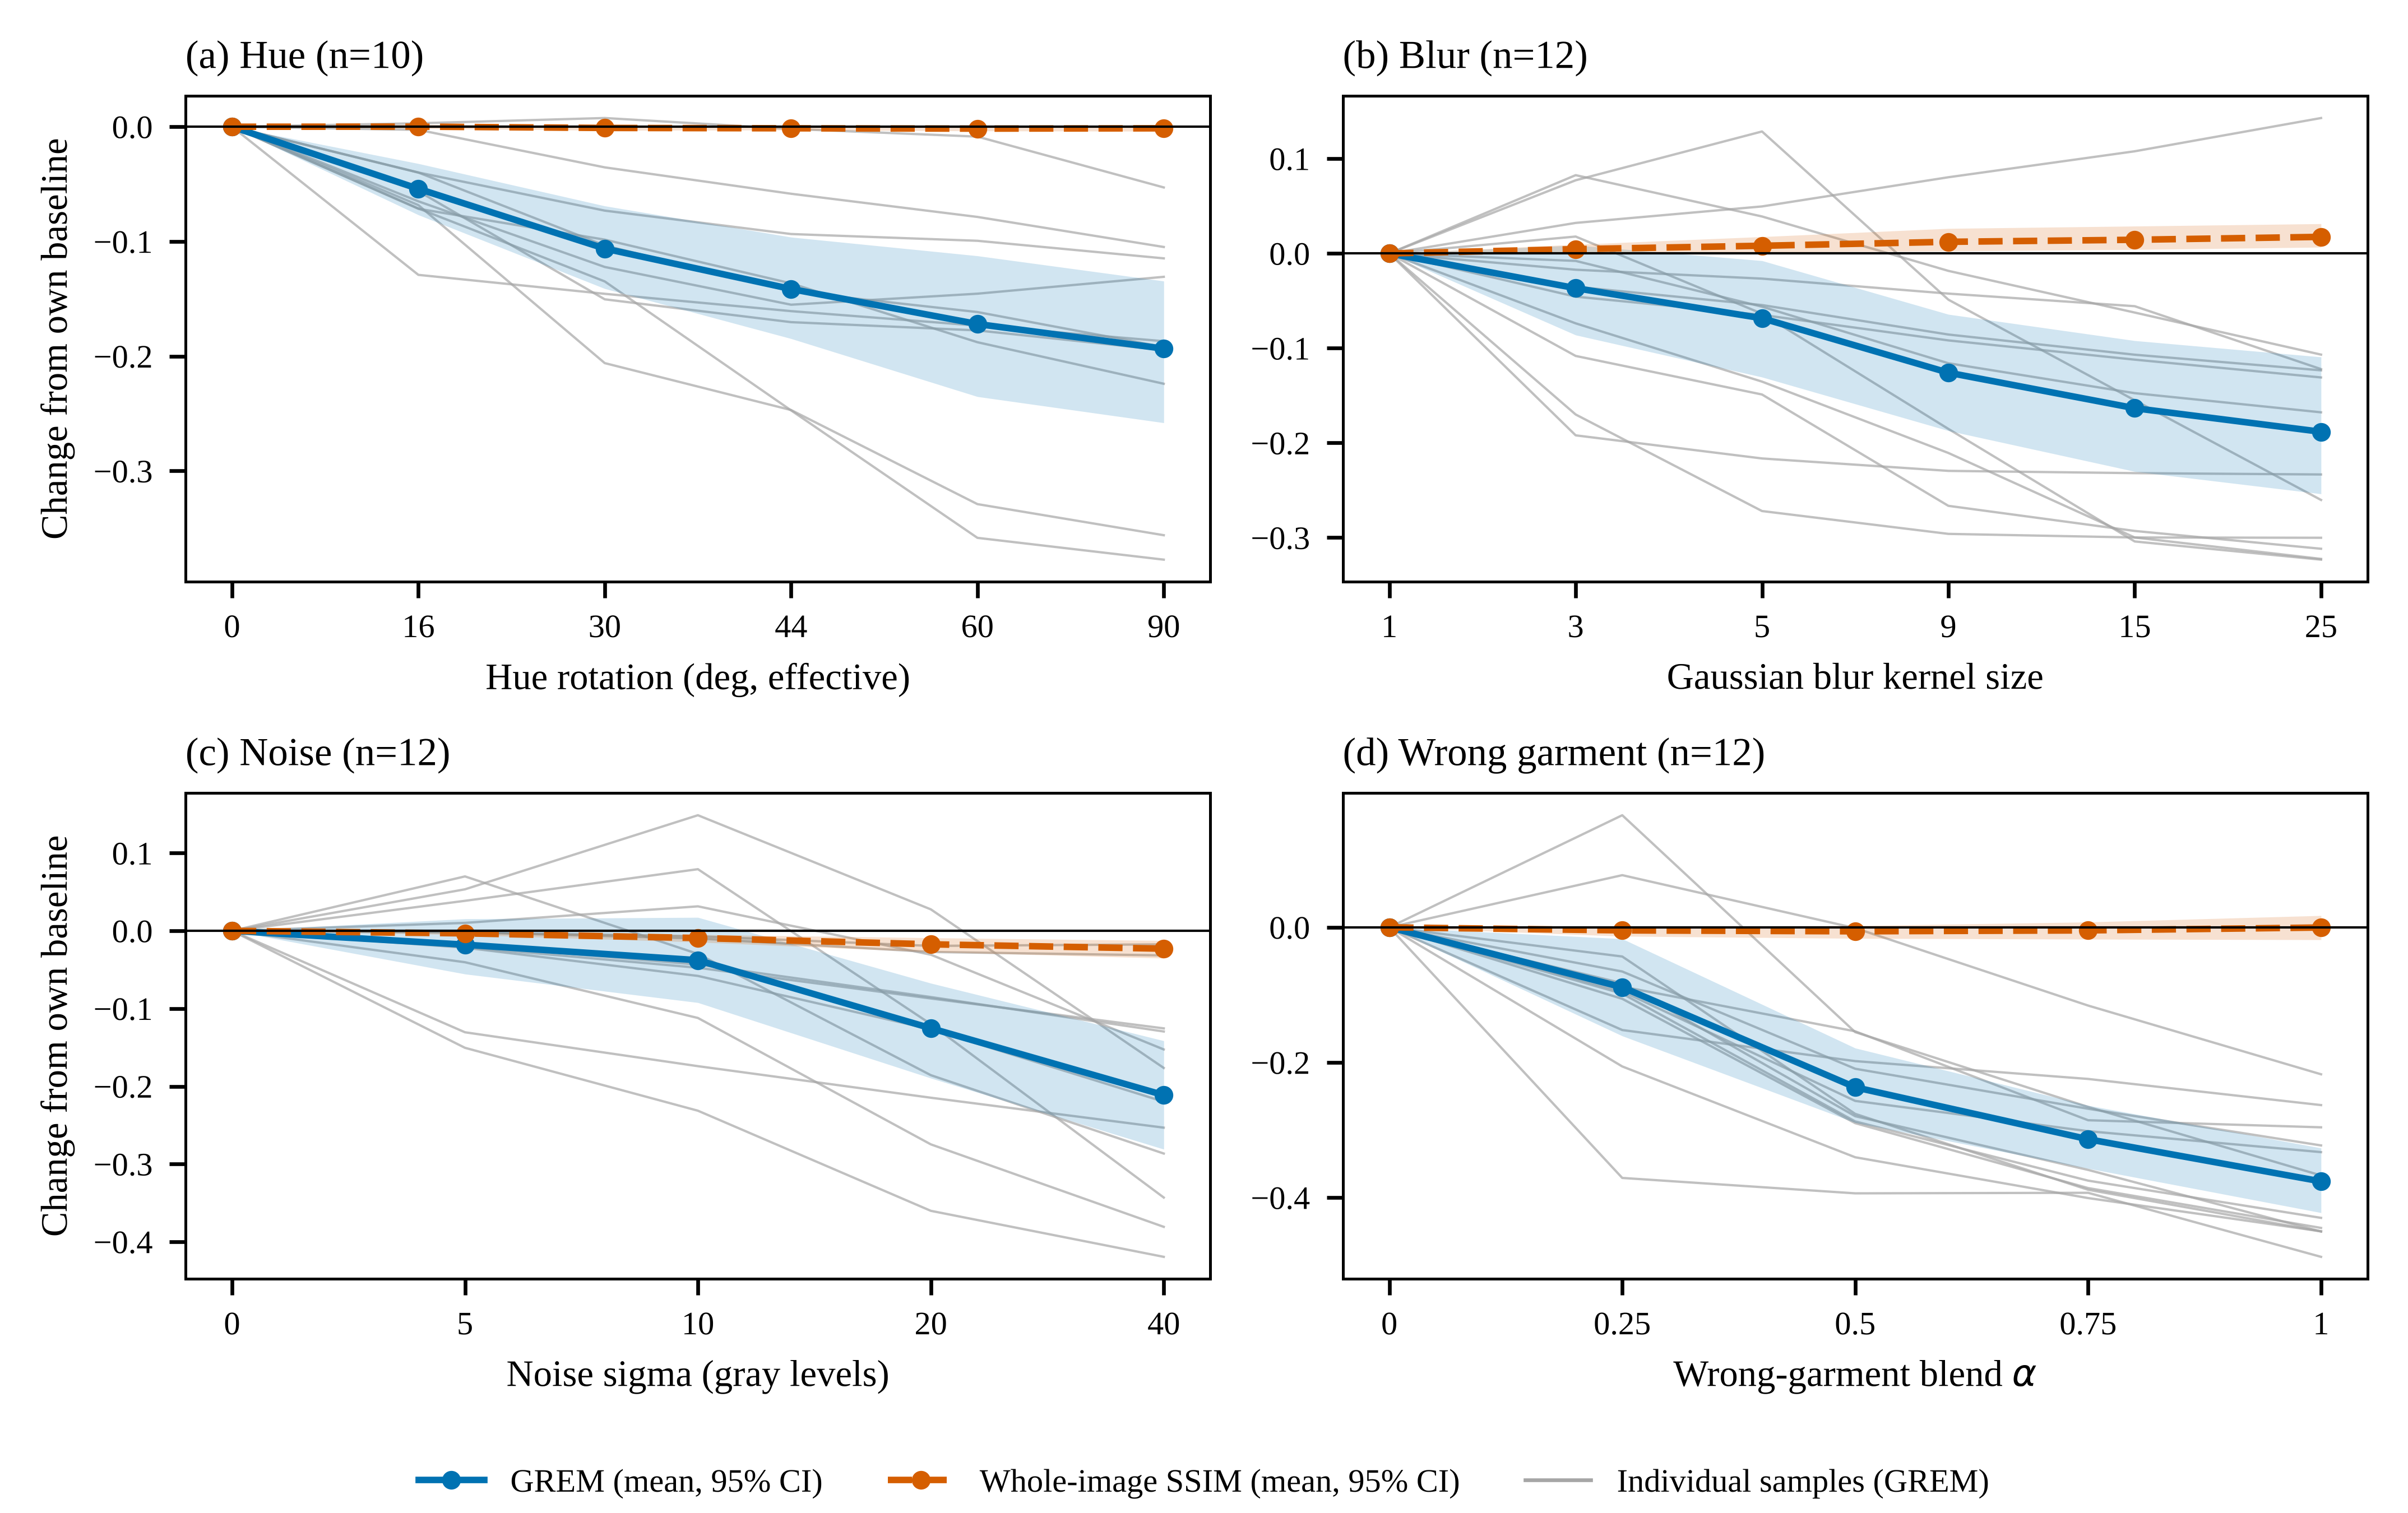 (a) Hue (n=10)
Change from own baseline
0.0
−0.1
−0.2
−0.3
0 16 30 44 60 90
Hue rotation (deg, effective)
(b) Blur (n=12)
0.1
0.0
−0.1
−0.2
−0.3
1 3 5 9 15 25
Gaussian blur kernel size
(c) Noise (n=12)
Change from own baseline
0.1
0.0
−0.1
−0.2
−0.3
−0.4
0 5 10 20 40
Noise sigma (gray levels)
(d) Wrong garment (n=12)
0.0
−0.2
−0.4
0 0.25 0.5 0.75 1
Wrong-garment blend α
GREM (mean, 95% CI) Whole-image SSIM (mean, 95% CI) Individual samples (GREM)